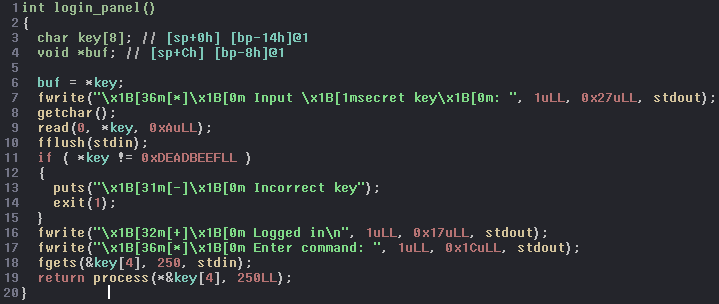 1 int login_panel()
2 {
3 char key[8]; // [sp+0h] [bp-14h]@1
4 void *buf; // [sp+Ch] [bp-8h]@1
5
6 buf = *key;
7 fwrite("\x1B[36m[*]\x1B[0m Input \x1B[1msecret key\x1B[0m: ", 1uLL, 0x27uLL, stdout);
8 getchar();
9 read(0, *key, 0xAuLL);
10 fflush(stdin);
11 if ( *key != 0xDEADBEEFLL )
12 {
13 puts("\x1B[31m[-]\x1B[0m Incorrect key");
14 exit(1);
15 }
16 fwrite("\x1B[32m[+]\x1B[0m Logged in\n", 1uLL, 0x17uLL, stdout);
17 fwrite("\x1B[36m[*]\x1B[0m Enter command: ", 1uLL, 0x1CuLL, stdout);
18 fgets(&key[4], 250, stdin);
19 return process(*&key[4], 250LL);
20 }